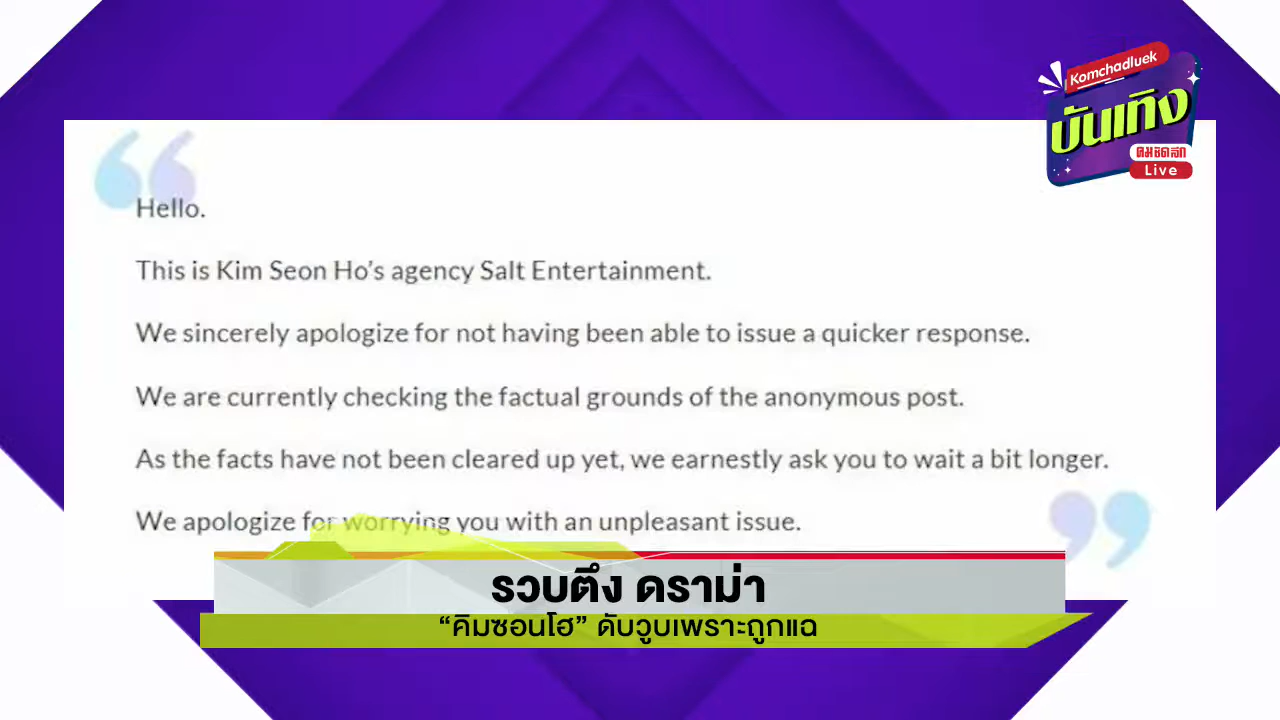 Komchadluek
บันเทิง
คมชัดลึก
Live
Hello.
This is Kim Seon Ho’s agency Salt Entertainment.
We sincerely apologize for not having been able to issue a quicker response.
We are currently checking the factual grounds of the anonymous post.
As the facts have not been cleared up yet, we earnestly ask you to wait a bit longer.
We apologize for worrying you with an unpleasant issue.
รวบตึง ดราม่า
“คิมซอนโฮ” ดับวูบเพราะถูกแฉ